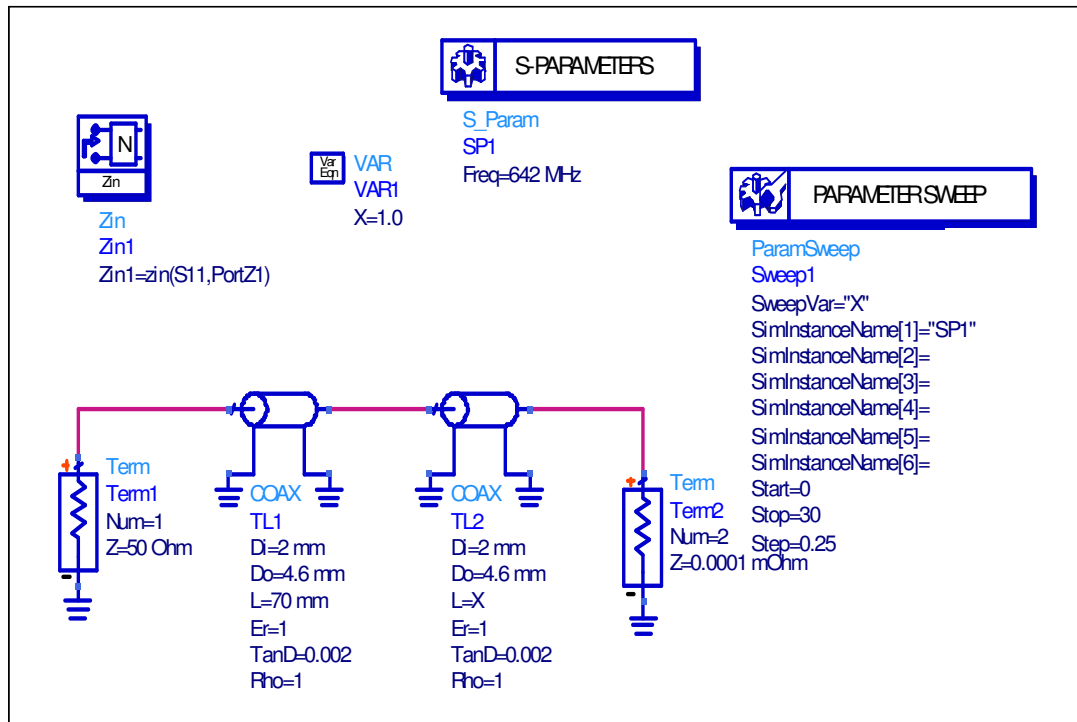 S-PARAMETERS
S_Param
SP1
Freq=642 MHz
N
Zin
Zin
Zin1
Zin1=zin(S11,PortZ1)
Var
Eqn
VAR
VAR1
X=1.0
PARAMETER SWEEP
ParamSweep
Sweep1
SweepVar="X"
SimInstanceName[1]="SP1"
SimInstanceName[2]=
SimInstanceName[3]=
SimInstanceName[4]=
SimInstanceName[5]=
SimInstanceName[6]=
Start=0
Stop=30
Step=0.25
+
Term
Term1
Num=1
Z=50 Ohm
-
COAX
TL1
Di=2 mm
Do=4.6 mm
L=70 mm
Er=1
TanD=0.002
Rho=1
COAX
TL2
Di=2 mm
Do=4.6 mm
L=X
Er=1
TanD=0.002
Rho=1
+
Term
Term2
Num=2
Z=0.0001 mOhm
-